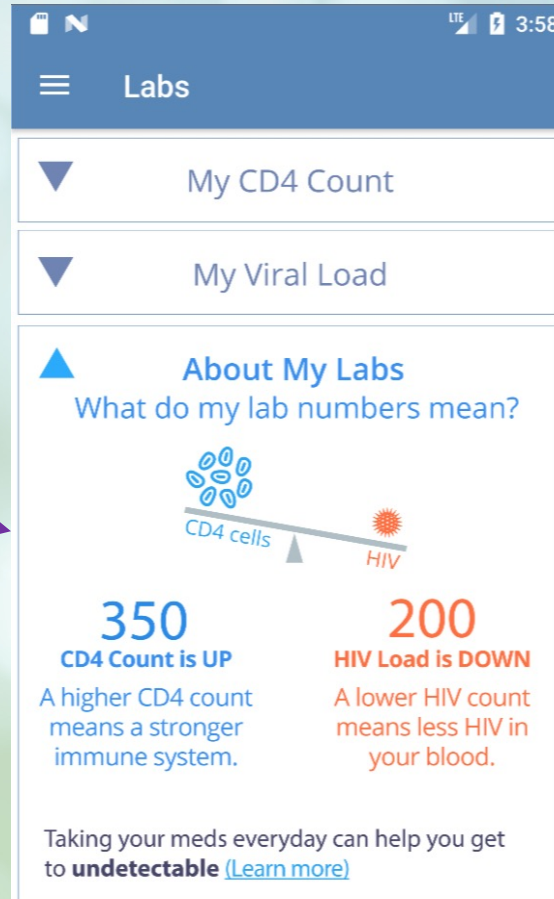 LTE 3:58
Labs
My CD4 Count
My Viral Load
About My Labs
What do my lab numbers mean?
CD4 cells
HIV
350
CD4 Count is UP
A higher CD4 count
means a stronger
immune system.
200
HIV Load is DOWN
A lower HIV count
means less HIV in
your blood.
Taking your meds everyday can help you get
to undetectable (Learn more)